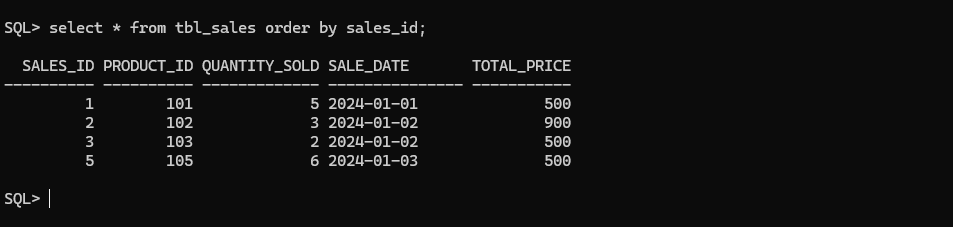 SQL> select * from tbl_sales order by sales_id;
  SALES_ID PRODUCT_ID QUANTITY_SOLD SALE_DATE       TOTAL_PRICE
---------- ---------- ------------- --------------- -----------
         1        101             5 2024-01-01              500
         2        102             3 2024-01-02              900
         3        103             2 2024-01-02              500
         5        105             6 2024-01-03              500
SQL>